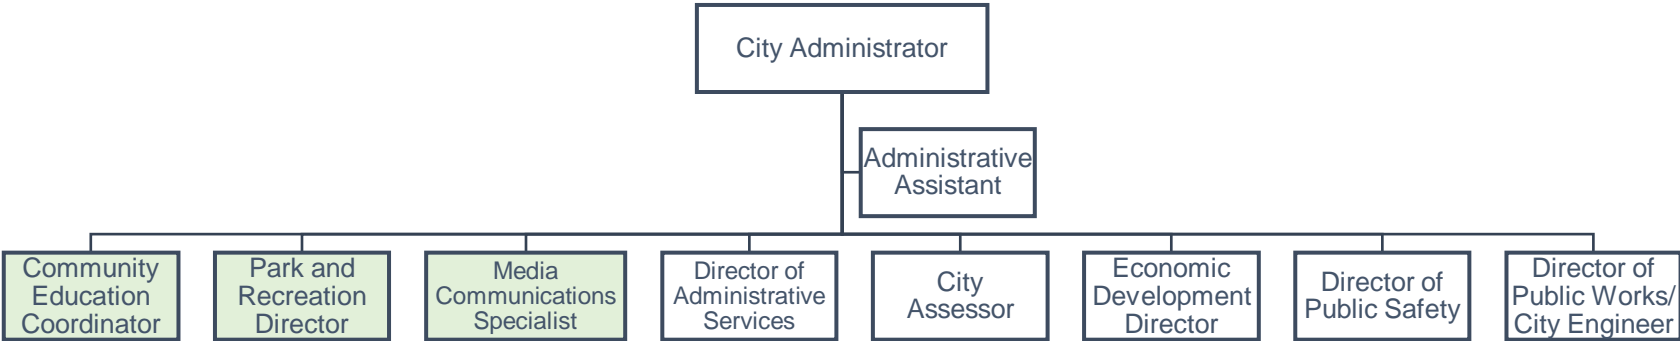 City Administrator
Administrative
Assistant
Community
Education
Coordinator
Park and
Recreation
Director
Media
Communications
Specialist
Director of
Administrative
Services
City
Assessor
Economic
Development
Director
Director of
Public Safety
Director of
Public Works/
City Engineer